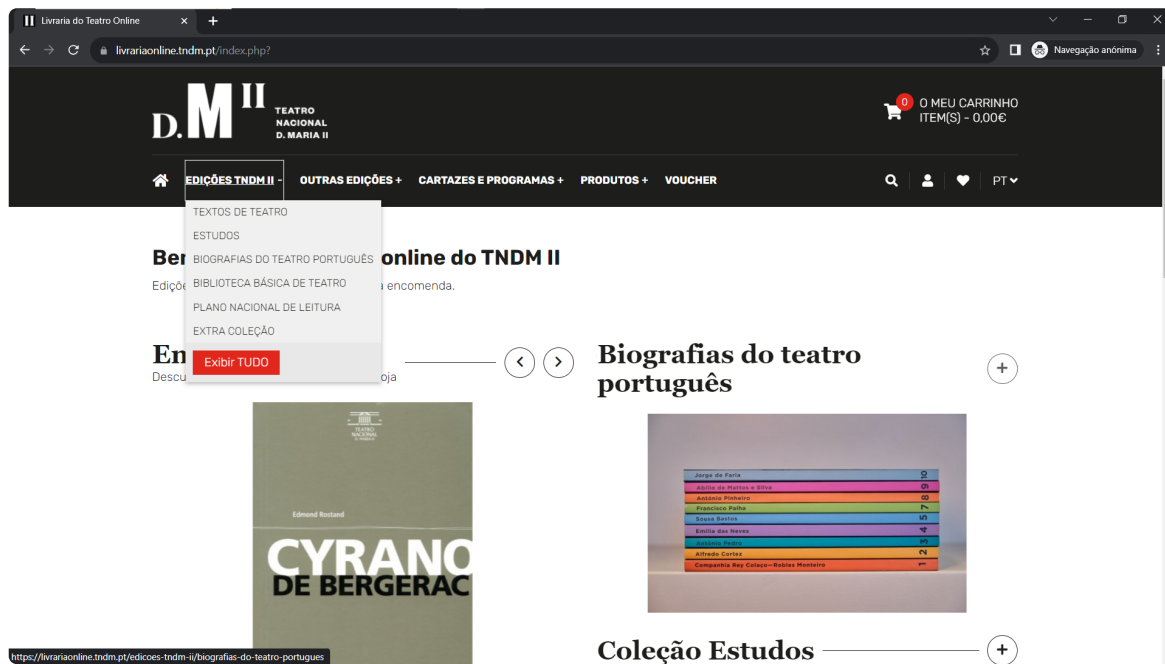 Livraria do Teatro Online
livrariaonline.tndm.pt/index.php?
Navegação anónima
D.M II
TEATRO
NACIONAL
D. MARIA II
0
O MEU CARRINHO
ITEM(S) - 0,00€
EDIÇÕES TNDM II -
OUTRAS EDIÇÕES +
CARTAZES E PROGRAMAS +
PRODUTOS +
VOUCHER
PT
TEXTOS DE TEATRO
ESTUDOS
BIOGRAFIAS DO TEATRO PORTUGUÊS
BIBLIOTECA BÁSICA DE TEATRO
PLANO NACIONAL DE LEITURA
EXTRA COLEÇÃO
Exibir TUDO
online do TNDM II
encomenda.
Biografias do teatro
português
TEATRO
NACIONAL
D. MARIA II
Edmond Rostand
CYRANO
DE BERGERAC
Jorge de Faria 10
Abílio de Mattos e Silva 9
António Pinheiro 8
Francisco Palha 7
Sousa Bastos 5
Emília das Neves 4
António Pedro 3
Alfredo Cortez 2
Companhia Rey Colaço–Robles Monteiro 1
Coleção Estudos
https://livrariaonline.tndm.pt/edicoes-tndm-ii/biografias-do-teatro-portugues